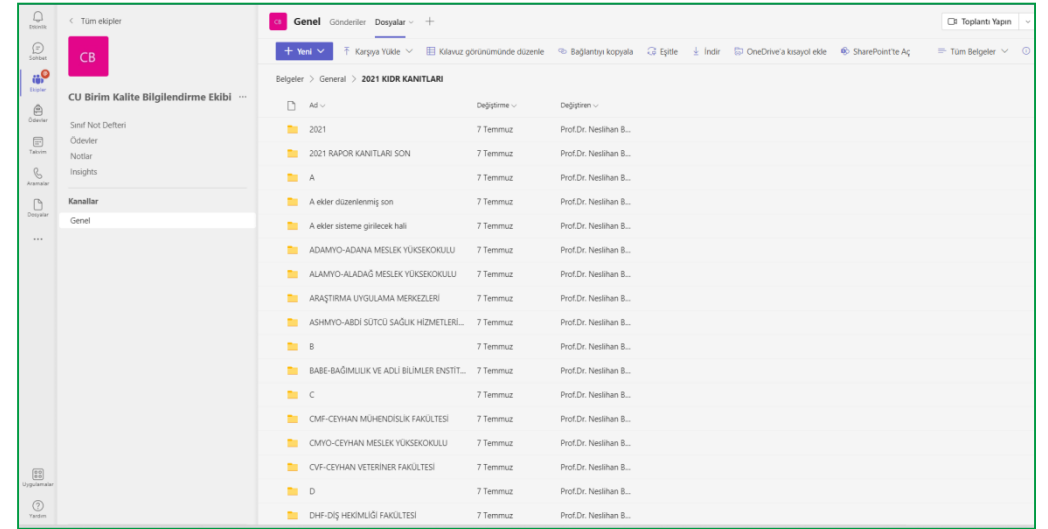 Etkinlik
Sohbet
Ekipler
Ödevler
Takvim
Aramalar
Dosyalar
Uygulamalar
Yardım
Tüm ekipler
CB
CU Birim Kalite Bilgilendirme Ekibi ...
Sınıf Not Defteri
Ödevler
Notlar
Insights
Kanallar
Genel
CB Genel Gönderiler Dosyalar + Toplantı Yapın
+ Yeni Karşıya Yükle Kılavuz görünümünde düzenle Bağlantıyı kopyala Eşitle İndir OneDrive'a kısayol ekle SharePoint'te Aç Tüm Belgeler
Belgeler > General > 2021 KIDR KANITLARI
Ad Değiştirme Değiştiren
2021 7 Temmuz Prof.Dr. Neslihan B...
2021 RAPOR KANITLARI SON 7 Temmuz Prof.Dr. Neslihan B...
A 7 Temmuz Prof.Dr. Neslihan B...
A ekler düzenlenmiş son 7 Temmuz Prof.Dr. Neslihan B...
A ekler sisteme girilecek hali 7 Temmuz Prof.Dr. Neslihan B...
ADAMYO-ADANA MESLEK YÜKSEKOKULU 7 Temmuz Prof.Dr. Neslihan B...
ALAMYO-ALADAĞ MESLEK YÜKSEKOKULU 7 Temmuz Prof.Dr. Neslihan B...
ARAŞTIRMA UYGULAMA MERKEZLERİ 7 Temmuz Prof.Dr. Neslihan B...
ASHMYO-ABDİ SÜTCÜ SAĞLIK HİZMETLERİ... 7 Temmuz Prof.Dr. Neslihan B...
B 7 Temmuz Prof.Dr. Neslihan B...
BABE-BAĞIMLILIK VE ADLİ BİLİMLER ENSTİT... 7 Temmuz Prof.Dr. Neslihan B...
C 7 Temmuz Prof.Dr. Neslihan B...
CMF-CEYHAN MÜHENDİSLİK FAKÜLTESİ 7 Temmuz Prof.Dr. Neslihan B...
CMYO-CEYHAN MESLEK YÜKSEKOKULU 7 Temmuz Prof.Dr. Neslihan B...
CVF-CEYHAN VETERİNER FAKÜLTESİ 7 Temmuz Prof.Dr. Neslihan B...
D 7 Temmuz Prof.Dr. Neslihan B...
DHF-DİŞ HEKİMLİĞİ FAKÜLTESİ 7 Temmuz Prof.Dr. Neslihan B...